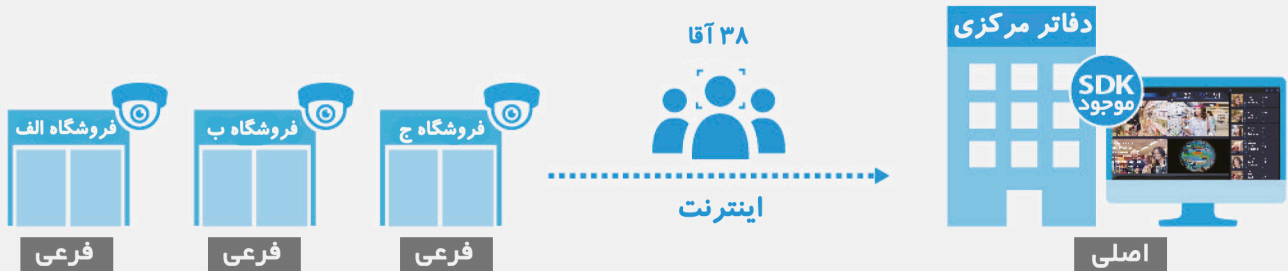 دفاتر مرکزی
SDK
موجود
۳۸ آقا
اینترنت
فروشگاه ج
فروشگاه ب
فروشگاه الف
اصلی
فرعی
فرعی
فرعی